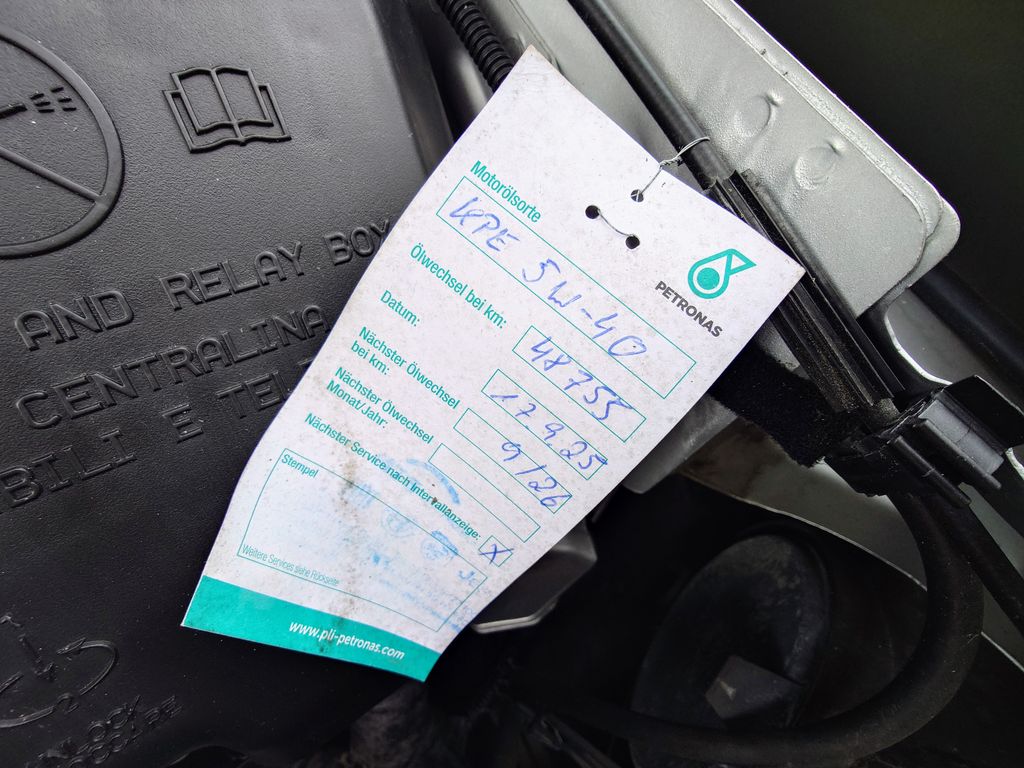 AND RELAY BOX
CENTRALINA
BILI E TEL
Motorölsorte
KPE 5W-40
PETRONAS
Ölwechsel bei km:
48755
Datum:
17.9.25
Nächster Ölwechsel
bei km:
9/26
Nächster Ölwechsel
Monat/Jahr:
Nächster Service nach Intervallanzeige:
X
Stempel
Weitere Services siehe Rückseite
www.pli-petronas.com